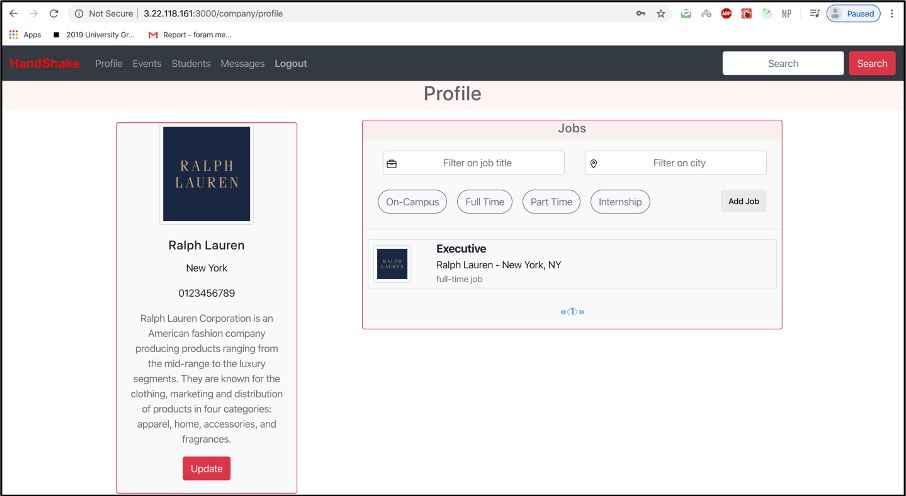 Not Secure | 3.22.118.161:3000/company/profile
ABP
NP
Paused
Apps
2019 University Gr...
Report - foram.me...
HandShake
Profile
Events
Students
Messages
Logout
Search
Search
Profile
RALPH
LAUREN
Ralph Lauren
New York
0123456789
Ralph Lauren Corporation is an
American fashion company
producing products ranging from
the mid-range to the luxury
segments. They are known for the
clothing, marketing and distribution
of products in four categories:
apparel, home, accessories, and
fragrances.
Update
Jobs
Filter on job title
Filter on city
On-Campus
Full Time
Part Time
Internship
Add Job
RALPH
LAUREN
Executive
Ralph Lauren - New York, NY
full-time job
«⟨1⟩»